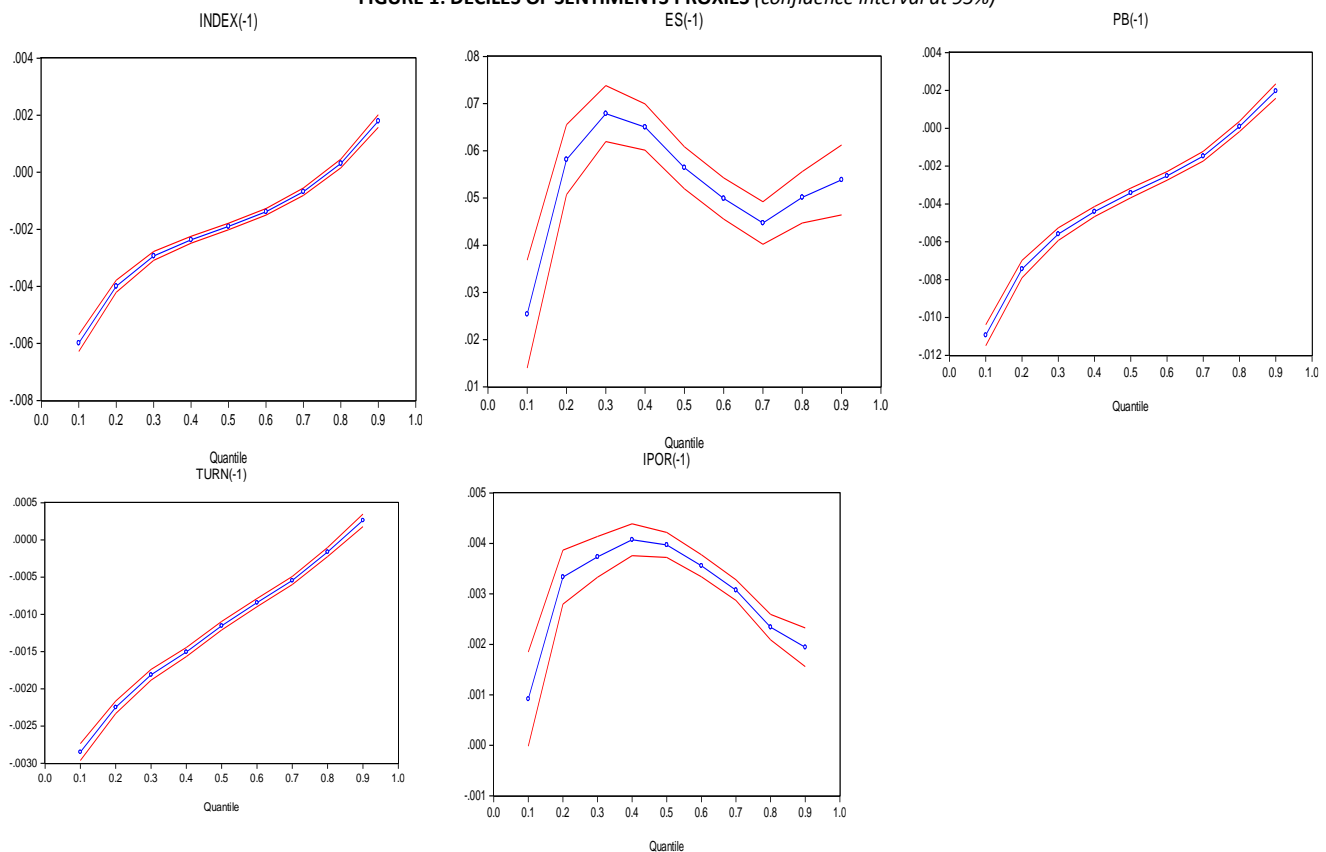 FIGURE 1: DECILES OF SENTIMENTS PROXIES (confidence interval at 95%)
INDEX(-1)
.004
.002
.000
-.002
-.004
-.006
-.008
0.0 0.1 0.2 0.3 0.4 0.5 0.6 0.7 0.8 0.9 1.0
Quantile
ES(-1)
.08
.07
.06
.05
.04
.03
.02
.01
0.0 0.1 0.2 0.3 0.4 0.5 0.6 0.7 0.8 0.9 1.0
Quantile
PB(-1)
.004
.002
.000
-.002
-.004
-.006
-.008
-.010
-.012
0.0 0.1 0.2 0.3 0.4 0.5 0.6 0.7 0.8 0.9 1.0
Quantile
TURN(-1)
.0005
.0000
-.0005
-.0010
-.0015
-.0020
-.0025
-.0030
0.0 0.1 0.2 0.3 0.4 0.5 0.6 0.7 0.8 0.9 1.0
Quantile
IPOR(-1)
.005
.004
.003
.002
.001
.000
-.001
0.0 0.1 0.2 0.3 0.4 0.5 0.6 0.7 0.8 0.9 1.0
Quantile